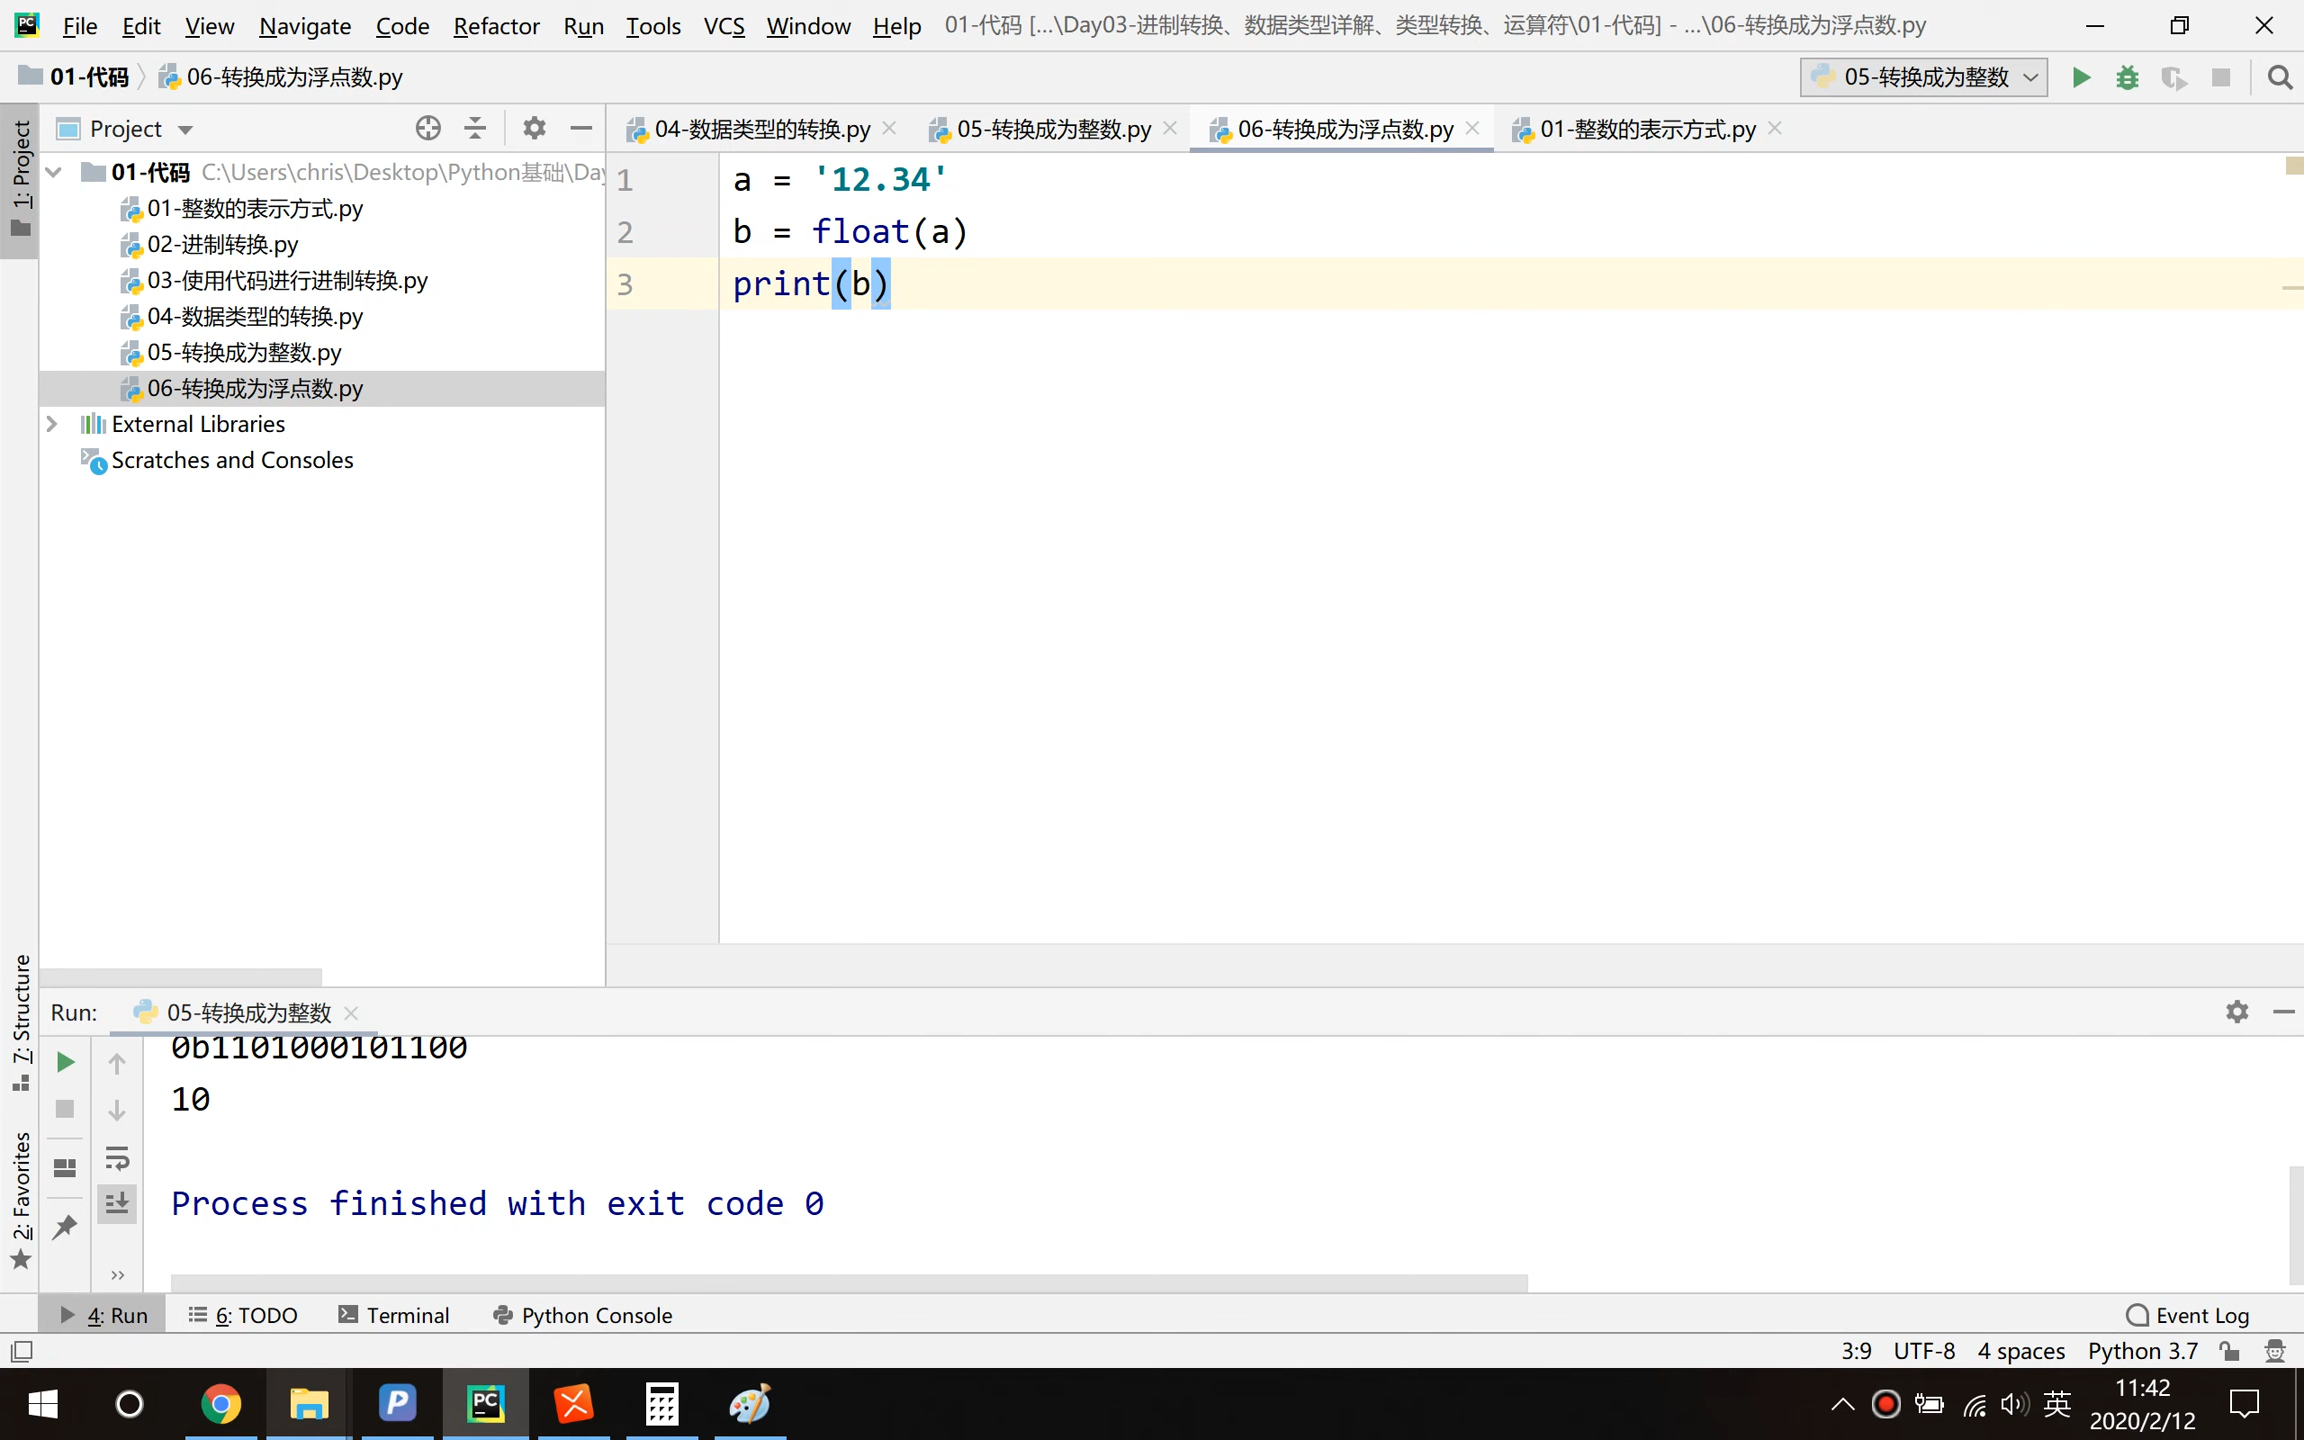 File Edit View Navigate Code Refactor Run Tools VCS Window Help 01-代码 [...\Day03-进制转换、数据类型详解、类型转换、运算符\01-代码] - ...\06-转换成为浮点数.py
01-代码 06-转换成为浮点数.py
05-转换成为整数
1: Project
Project
04-数据类型的转换.py 05-转换成为整数.py 06-转换成为浮点数.py 01-整数的表示方式.py
01-代码 C:\Users\chris\Desktop\Python基础\Da
01-整数的表示方式.py
02-进制转换.py
03-使用代码进行进制转换.py
04-数据类型的转换.py
05-转换成为整数.py
06-转换成为浮点数.py
External Libraries
Scratches and Consoles
1 a = '12.34'
2 b = float(a)
3 print(b)
7: Structure
2: Favorites
Run: 05-转换成为整数
0b1101000101100
10
Process finished with exit code 0
4: Run 6: TODO Terminal Python Console Event Log
3:9 UTF-8 4 spaces Python 3.7
英
11:42
2020/2/12